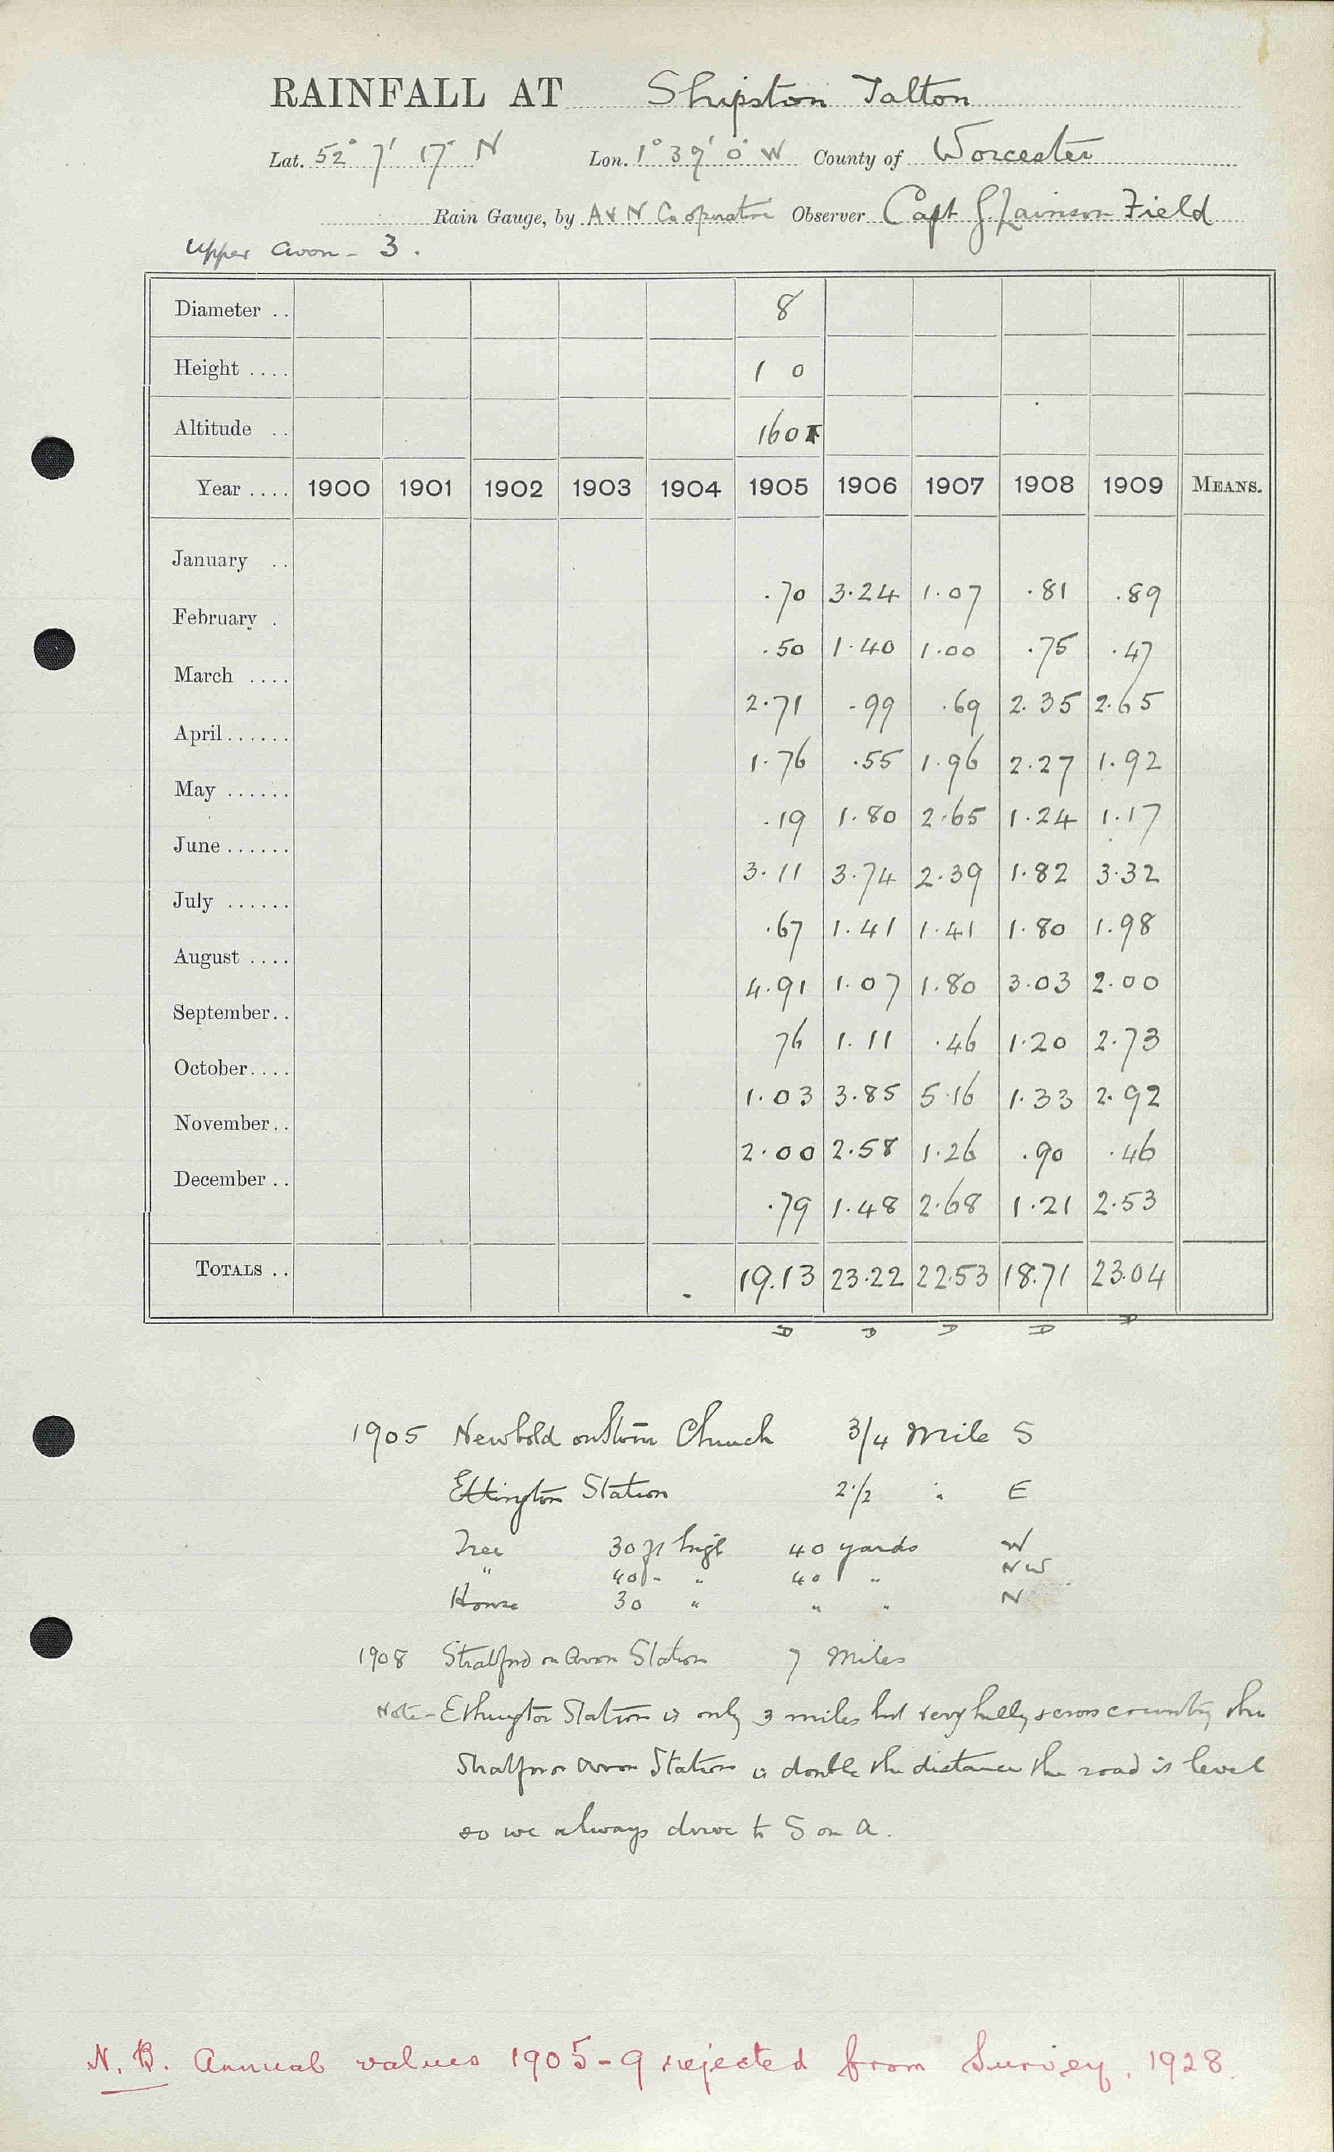 RAINFALL AT Shipston Talton
Lat. 52° 7' 17" N Lon. 1° 39' 0" W County of Worcester
Rain Gauge, by A & N Cooperative Observer Capt G. Lainson Field
Upper Avon - 3.
Diameter .. 8
Height .... 1 0
Altitude .. 160
Year .... 1900 1901 1902 1903 1904 1905 1906 1907 1908 1909 MEANS.
January .. .70 3.24 1.07 .81 .89
February . .50 1.40 1.00 .75 .47
March .... 2.71 .99 .69 2.35 2.65
April ...... 1.76 .55 1.96 2.27 1.92
May ...... .19 1.80 2.65 1.24 1.17
June ...... 3.11 3.74 2.39 1.82 3.32
July ...... .67 1.41 1.41 1.80 1.98
August .... 4.91 1.07 1.80 3.03 2.00
September .. 76 1.11 .46 1.20 2.73
October .... 1.03 3.85 5.16 1.33 2.92
November .. 2.00 2.58 1.26 .90 .46
December .. .79 1.48 2.68 1.21 2.53
TOTALS .. 19.13 23.22 22.53 18.71 23.04
1905 Newbold on Stour Church 3/4 Mile S
Ettington Station 2 1/2 " E
Tree 30 ft high 40 yards W
" 40 - " 40 " NW
House 30 " " " N
1908 Stratford on Avon Station 7 Miles
Note - Ethington Station is only 3 miles but very hilly across country tho
Stratford on Avon Station is double the distance the road is level
so we always drive to S on A.
N.B. Annual values 1905-9 rejected from Survey. 1928.